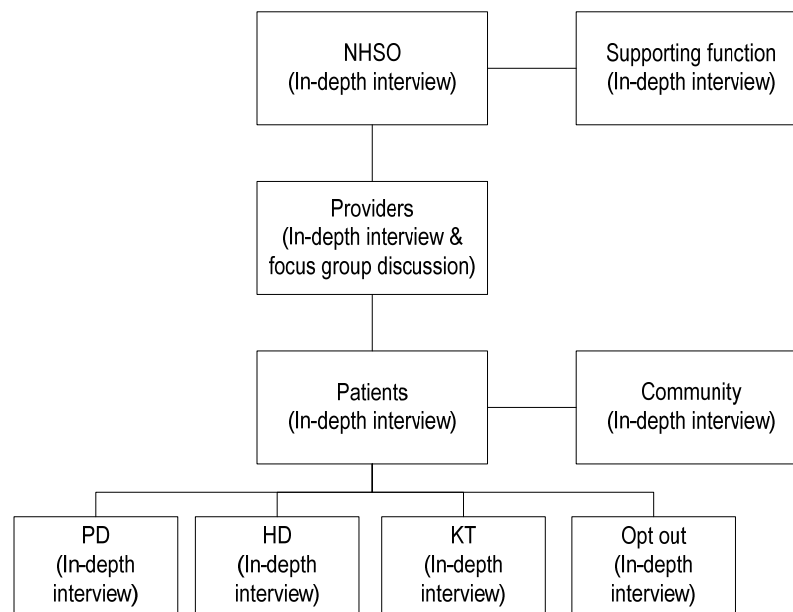 NHSO
(In-depth interview)
Supporting function
(In-depth interview)
Providers
(In-depth interview &
focus group discussion)
Patients
(In-depth interview)
Community
(In-depth interview)
PD
(In-depth
interview)
HD
(In-depth
interview)
KT
(In-depth
interview)
Opt out
(In-depth
interview)